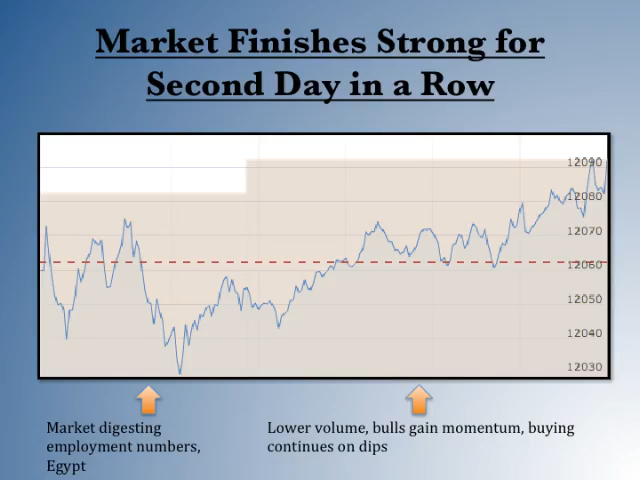 Market Finishes Strong for
Second Day in a Row
12090
12080
12070
12060
12050
12040
12030
Market digesting
employment numbers,
Egypt
Lower volume, bulls gain momentum, buying
continues on dips